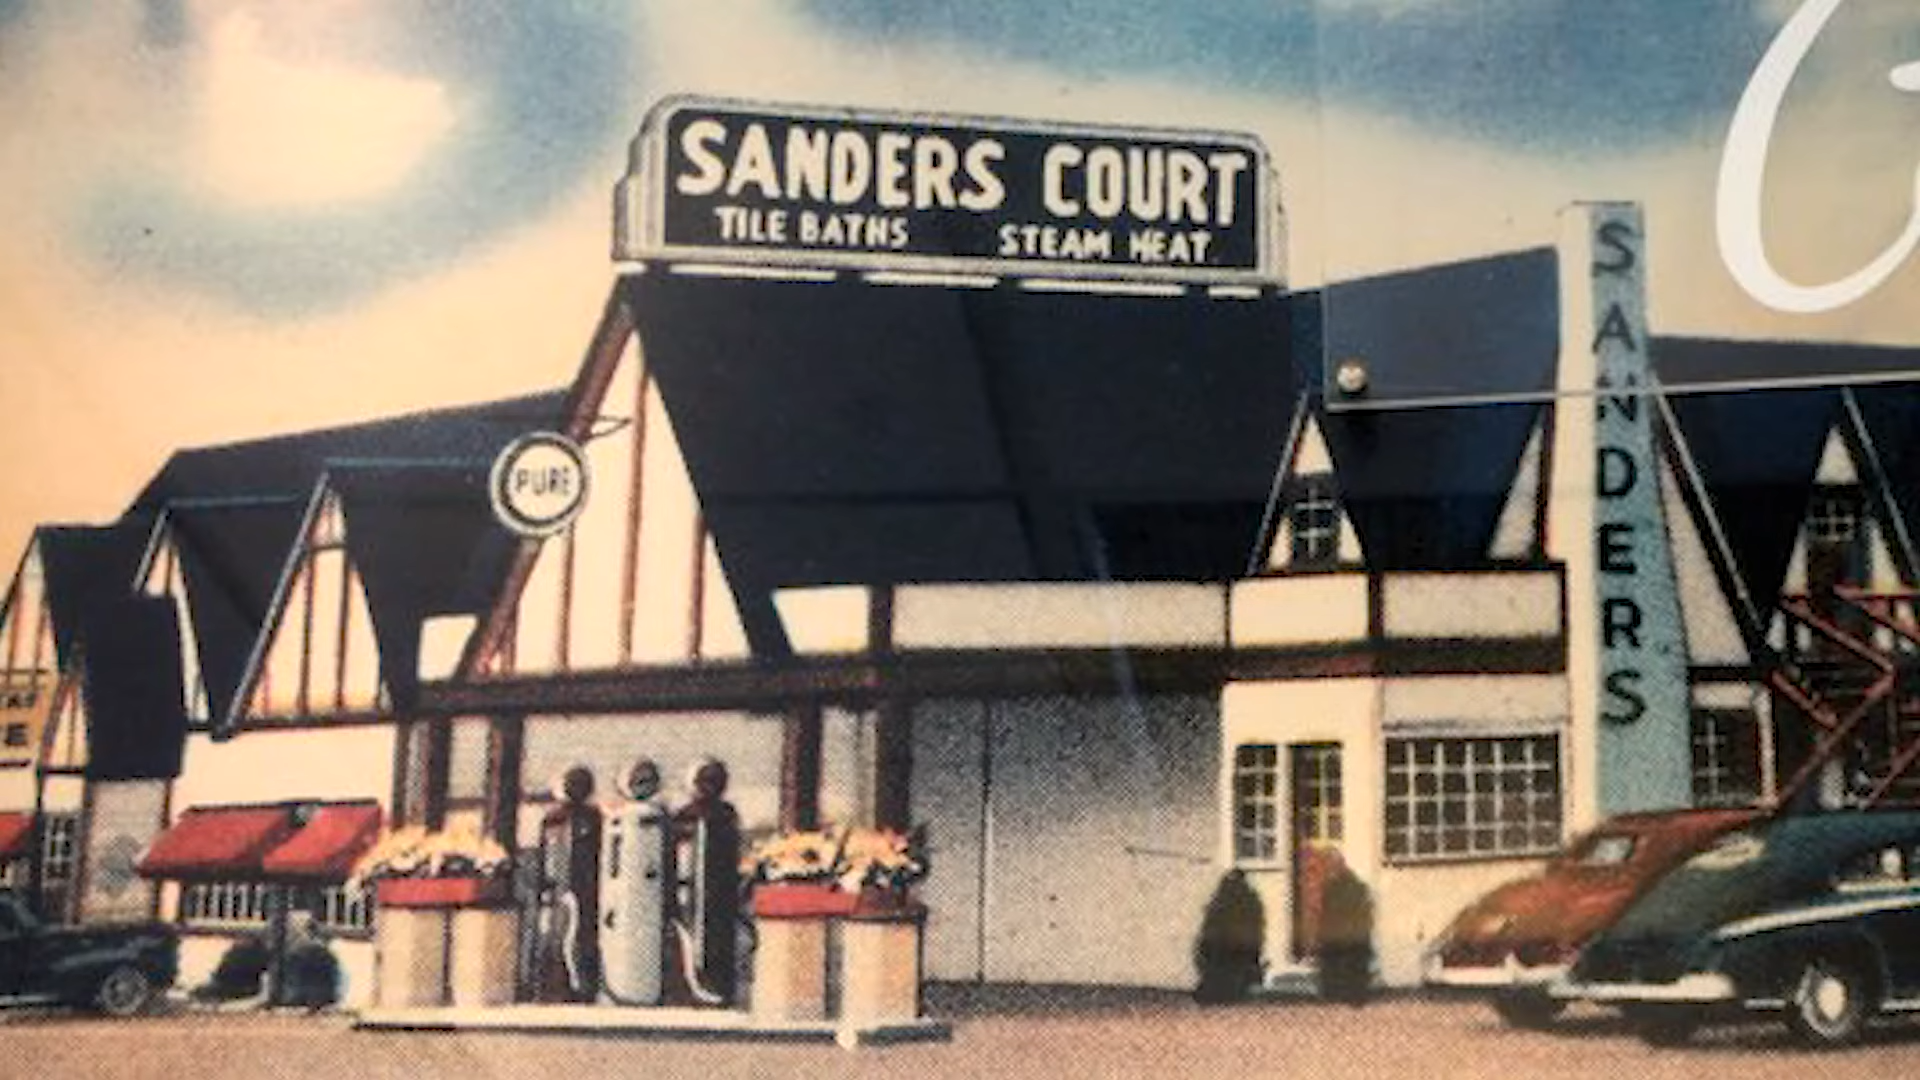 SANDERS COURT
TILE BATHS STEAM HEAT
PURE
SANDERS